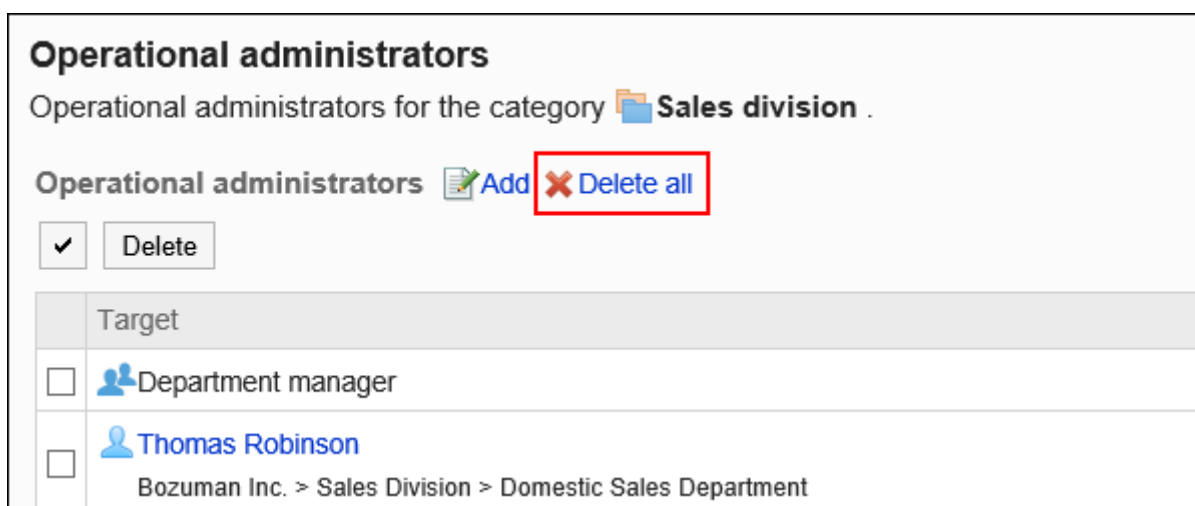 Operational administrators
Operational administrators for the category Sales division .
Operational administrators Add Delete all
Delete
Target
Department manager
Thomas Robinson
Bozuman Inc. > Sales Division > Domestic Sales Department